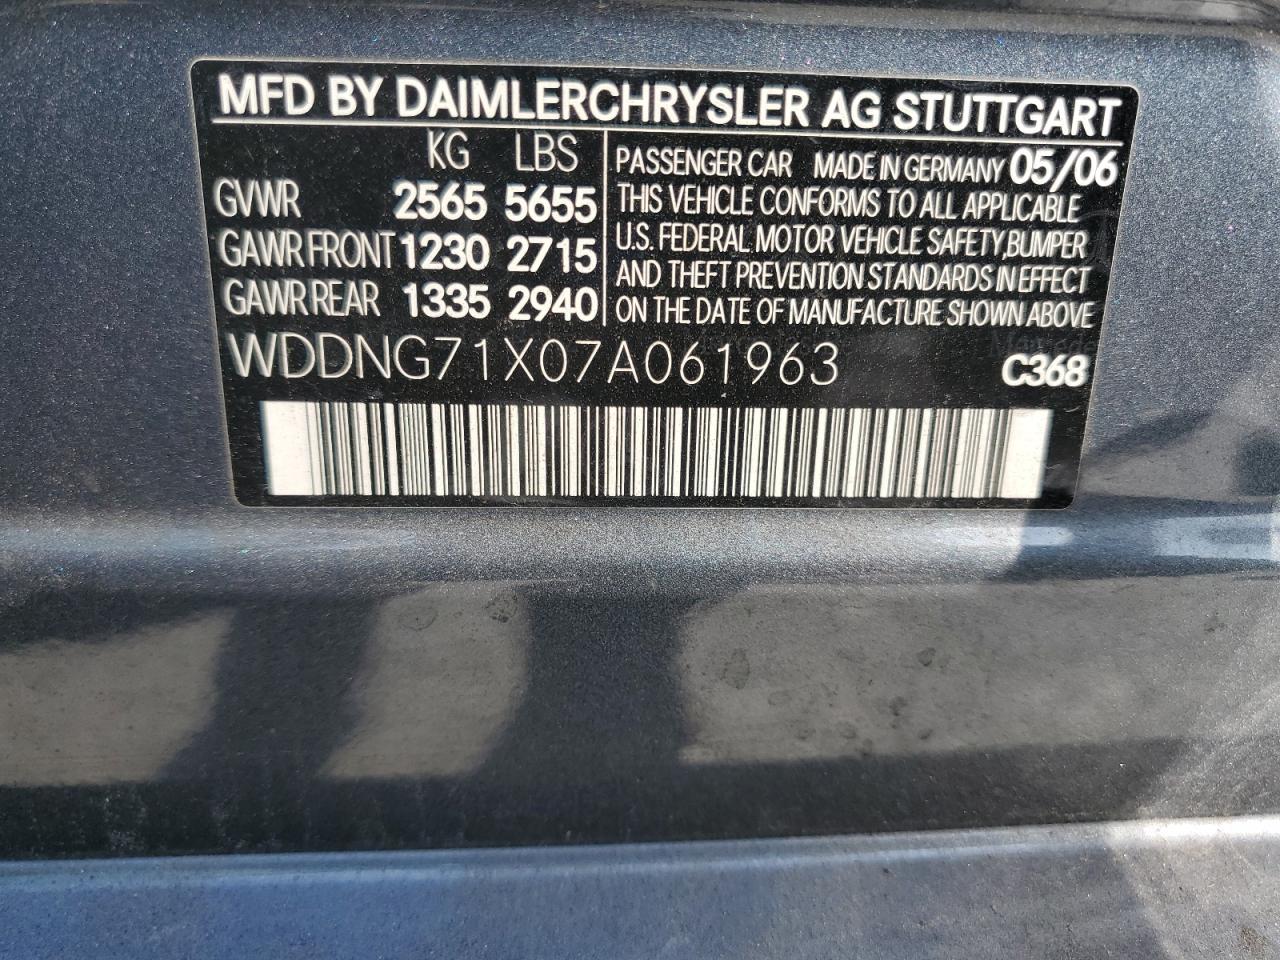 MFD BY DAIMLERCHRYSLER AG STUTTGART
KG LBS
GVWR 2565 5655
GAWR FRONT 1230 2715
GAWR REAR 1335 2940
PASSENGER CAR MADE IN GERMANY 05/06
THIS VEHICLE CONFORMS TO ALL APPLICABLE
U.S. FEDERAL MOTOR VEHICLE SAFETY,BUMPER
AND THEFT PREVENTION STANDARDS IN EFFECT
ON THE DATE OF MANUFACTURE SHOWN ABOVE
WDDNG71X07A061963 C368